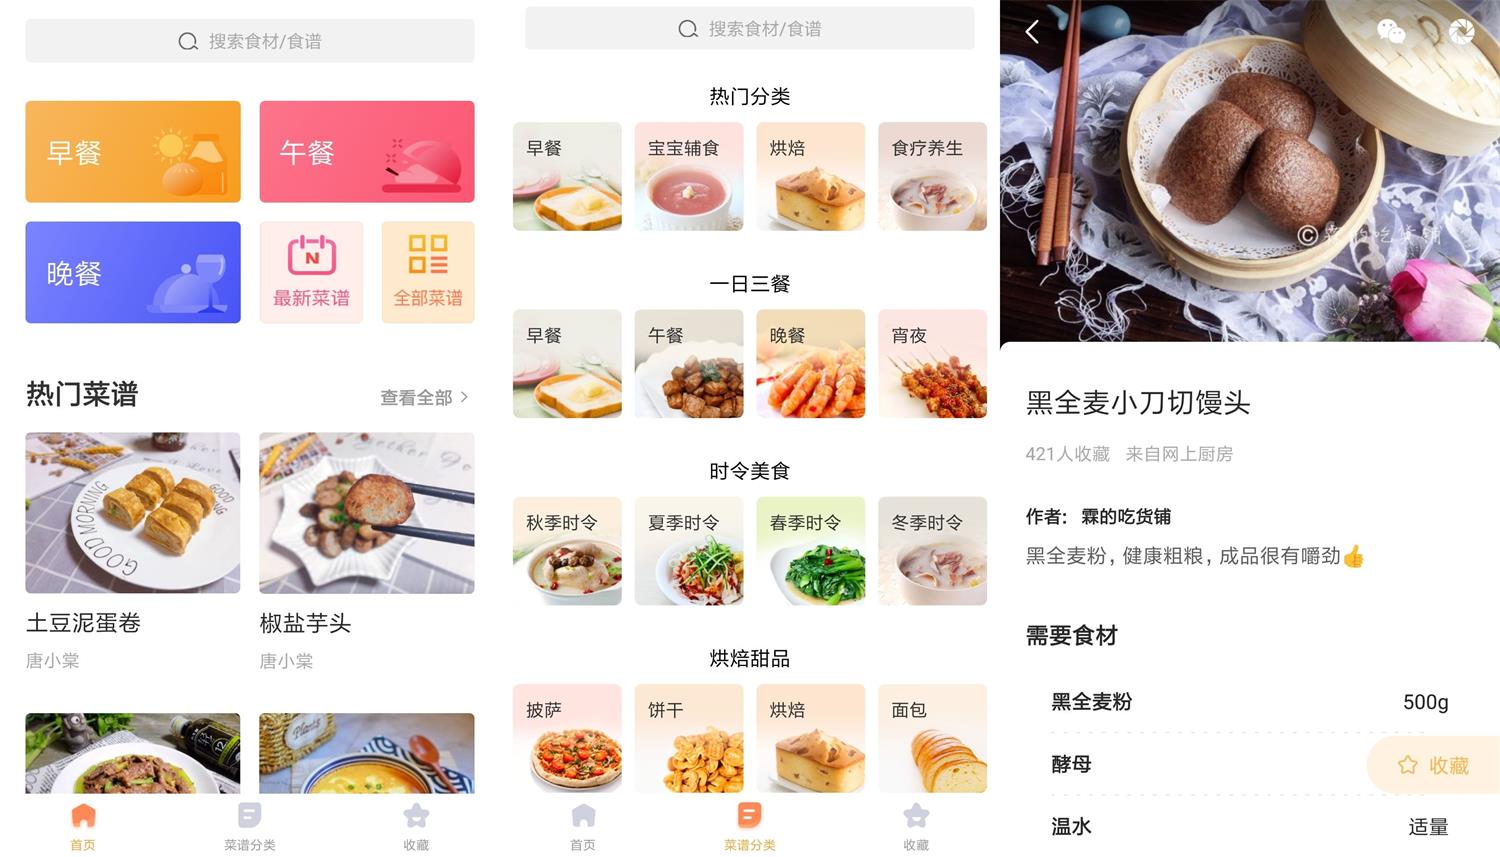 搜索食材/食谱
早餐
午餐
晚餐
最新菜谱
全部菜谱
热门菜谱
查看全部 >
GOOD MORNING
GOOD
土豆泥蛋卷
唐小棠
椒盐芋头
唐小棠
首页
菜谱分类
收藏
搜索食材/食谱
热门分类
早餐
宝宝辅食
烘焙
食疗养生
一日三餐
早餐
午餐
晚餐
宵夜
时令美食
秋季时令
夏季时令
春季时令
冬季时令
烘焙甜品
披萨
饼干
烘焙
面包
首页
菜谱分类
收藏
©霖的吃货铺
黑全麦小刀切馒头
421人收藏 来自网上厨房
作者：霖的吃货铺
黑全麦粉，健康粗粮，成品很有嚼劲👍
需要食材
黑全麦粉 500g
酵母
收藏
温水 适量